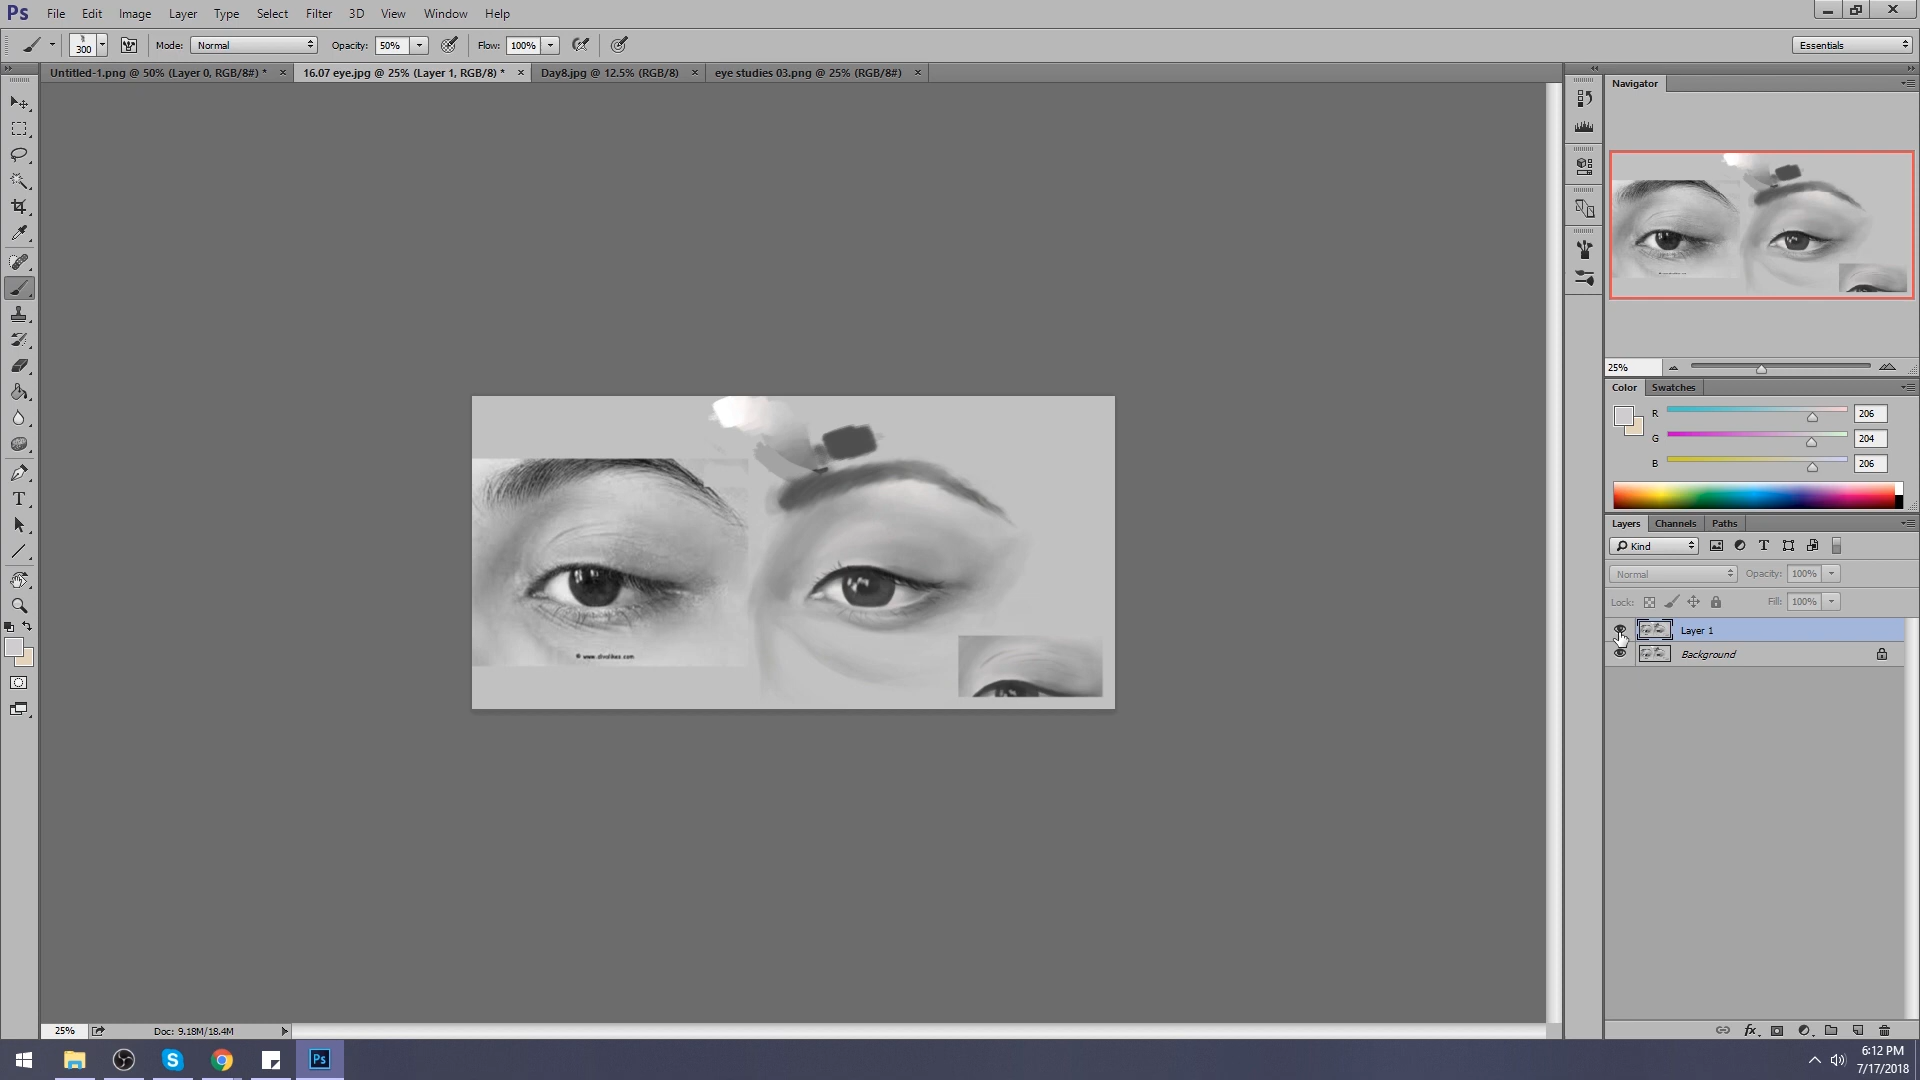 Ps File Edit Image Layer Type Select Filter 3D View Window Help
300 Mode: Normal Opacity: 50% Flow: 100% Essentials
Untitled-1.png @ 50% (Layer 0, RGB/8#) * × 16.07 eye.jpg @ 25% (Layer 1, RGB/8) * × Day8.jpg @ 12.5% (RGB/8) × eye studies 03.png @ 25% (RGB/8#) ×
Navigator
25%
Color Swatches
R 206
G 204
B 206
Layers Channels Paths
Kind
Normal Opacity: 100%
Lock: Fill: 100%
Layer 1
Background
© www.divalikes.com
25% Doc: 9.18M/18.4M
Ps
6:12 PM
7/17/2018